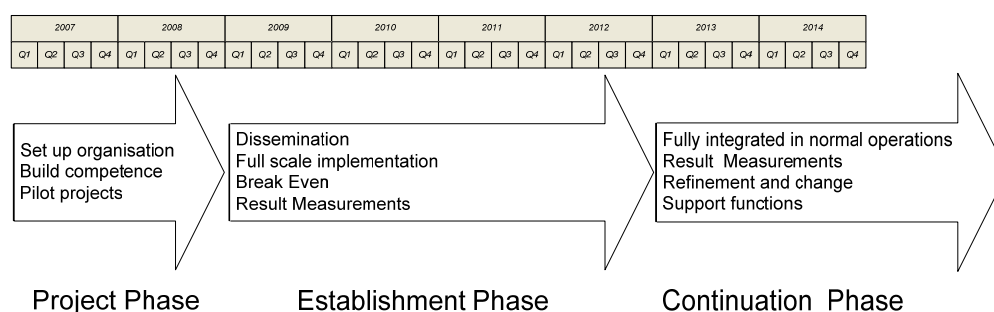 2007 2008 2009 2010 2011 2012 2013 2014
Q1 Q2 Q3 Q4 Q1 Q2 Q3 Q4 Q1 Q2 Q3 Q4 Q1 Q2 Q3 Q4 Q1 Q2 Q3 Q4 Q1 Q2 Q3 Q4 Q1 Q2 Q3 Q4 Q1 Q2 Q3 Q4
Set up organisation
Build competence
Pilot projects
Dissemination
Full scale implementation
Break Even
Result Measurements
Fully integrated in normal operations
Result Measurements
Refinement and change
Support functions
Project Phase
Establishment Phase
Continuation Phase